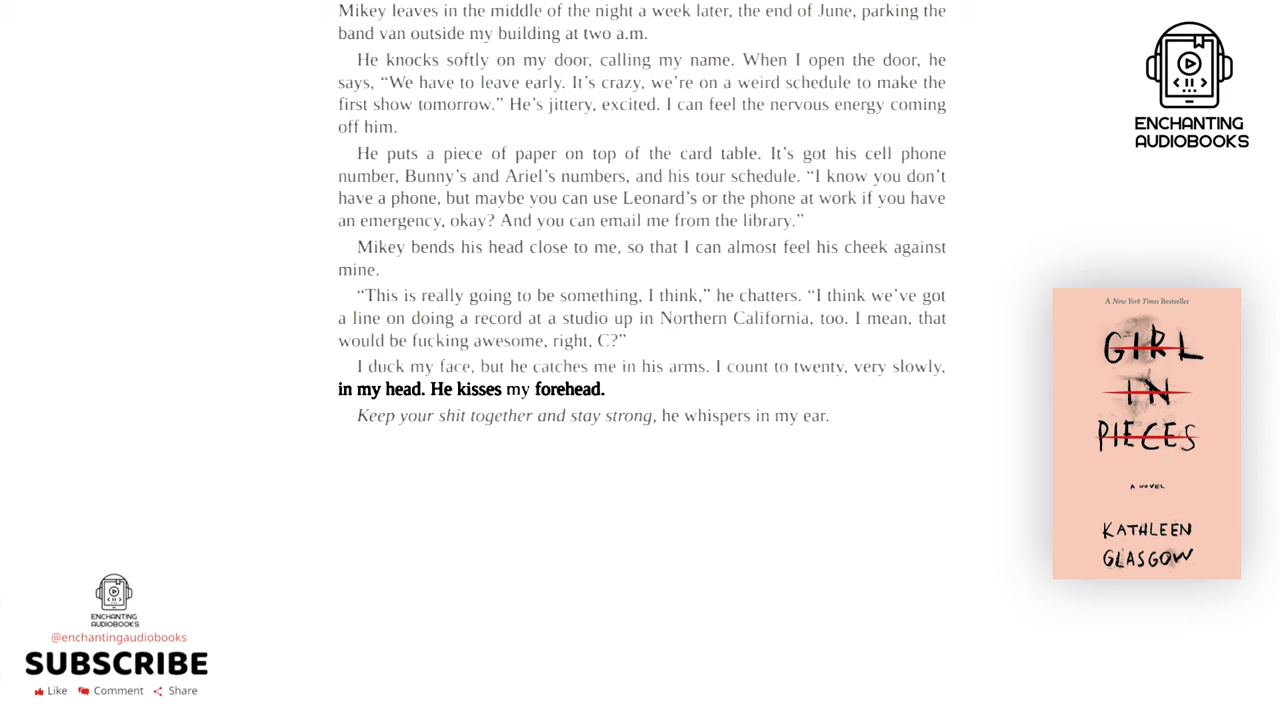 Mikey leaves in the middle of the night a week later, the end of June, parking the
band van outside my building at two a.m.
He knocks softly on my door, calling my name. When I open the door, he
says, “We have to leave early. It’s crazy, we’re on a weird schedule to make the
first show tomorrow.” He’s jittery, excited. I can feel the nervous energy coming
off him.
He puts a piece of paper on top of the card table. It’s got his cell phone
number, Bunny’s and Ariel’s numbers, and his tour schedule. “I know you don’t
have a phone, but maybe you can use Leonard’s or the phone at work if you have
an emergency, okay? And you can email me from the library.”
Mikey bends his head close to me, so that I can almost feel his cheek against
mine.
“This is really going to be something, I think,” he chatters. “I think we’ve got
a line on doing a record at a studio up in Northern California, too. I mean, that
would be fucking awesome, right, C?”
I duck my face, but he catches me in his arms. I count to twenty, very slowly,
in my head. He kisses my forehead.
Keep your shit together and stay strong, he whispers in my ear.
ENCHANTING
AUDIOBOOKS
A New York Times Bestseller
GIRL
IN
PIECES
A NOVEL
KATHLEEN
GLASGOW
ENCHANTING
AUDIOBOOKS
@enchantingaudiobooks
SUBSCRIBE
Like Comment Share